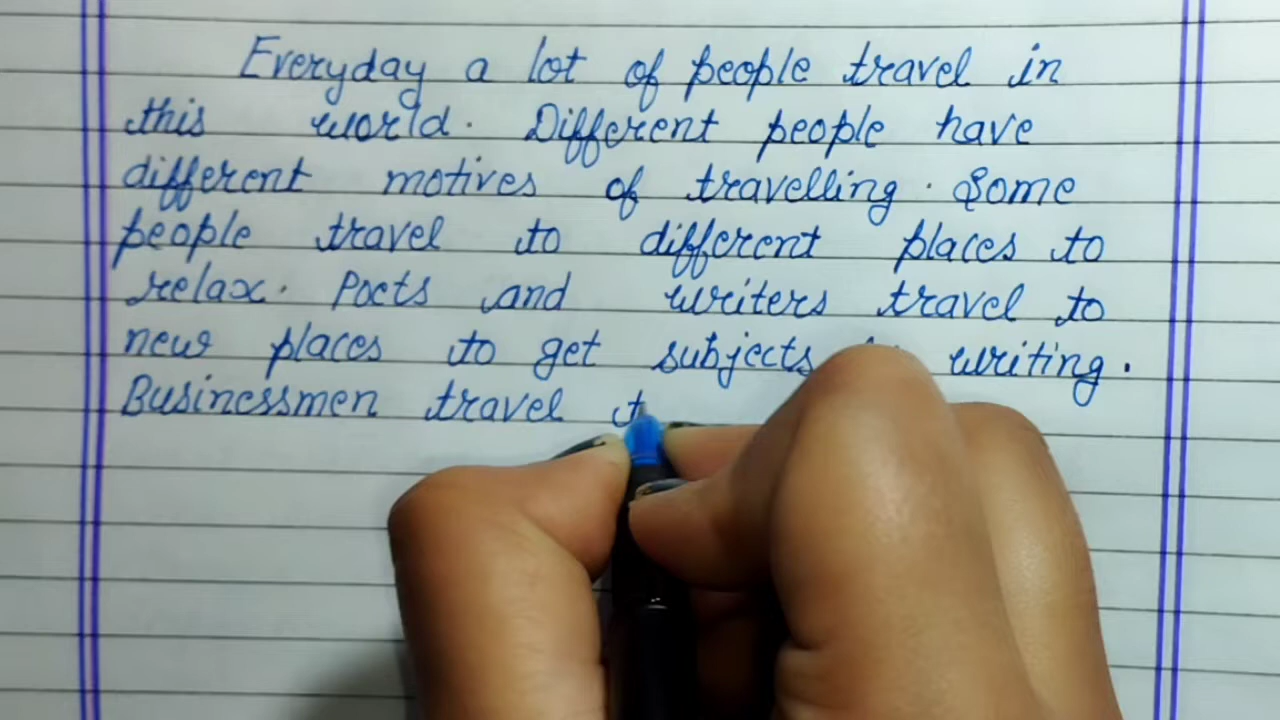 Everyday a lot of people travel in
this world. Different people have
different motives of travelling. Some
people travel to different places to
relax. Poets and writers travel to
new places to get subjects writing.
Businessmen travel